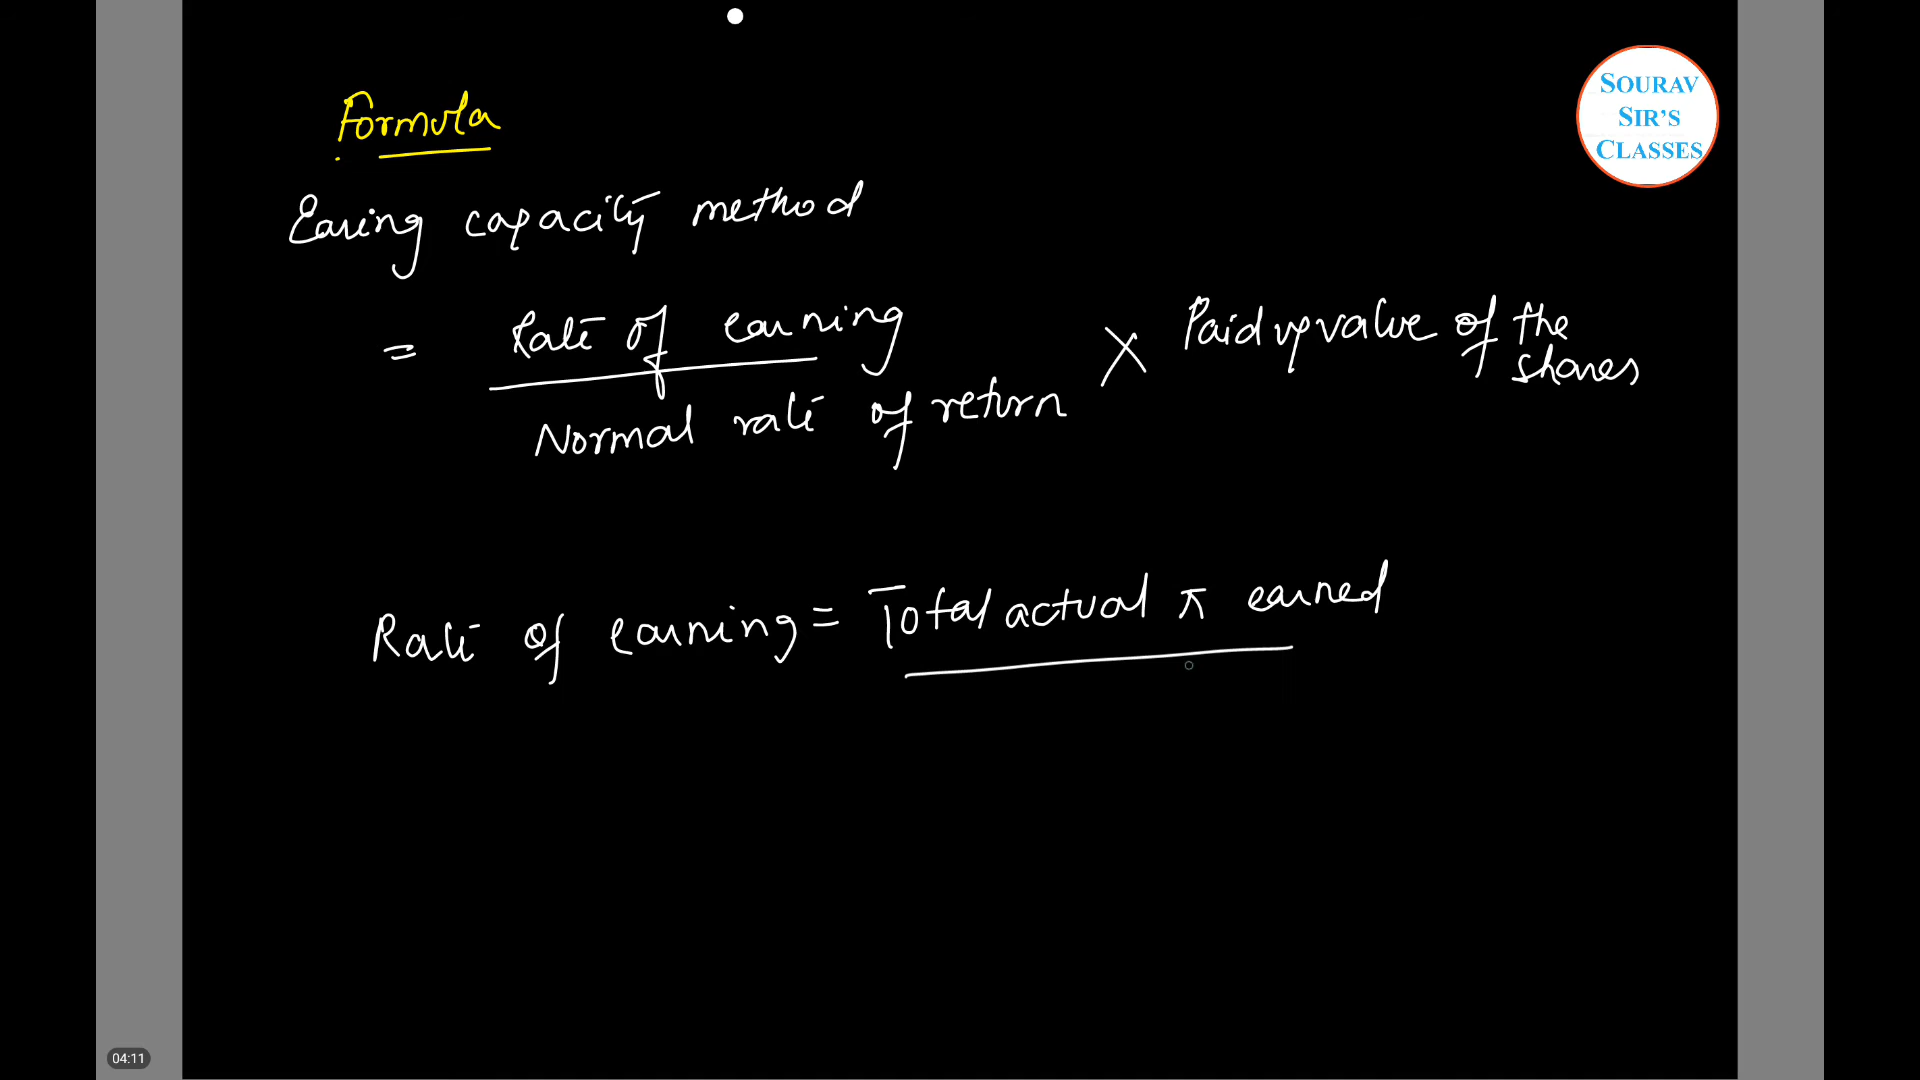 SOURAV
SIR'S
CLASSES
Formula
Earing capacity method
= Rate of earning × Paid up value of the
shares
Normal rate of return
Rate of earning = Total actual π earned
04:11